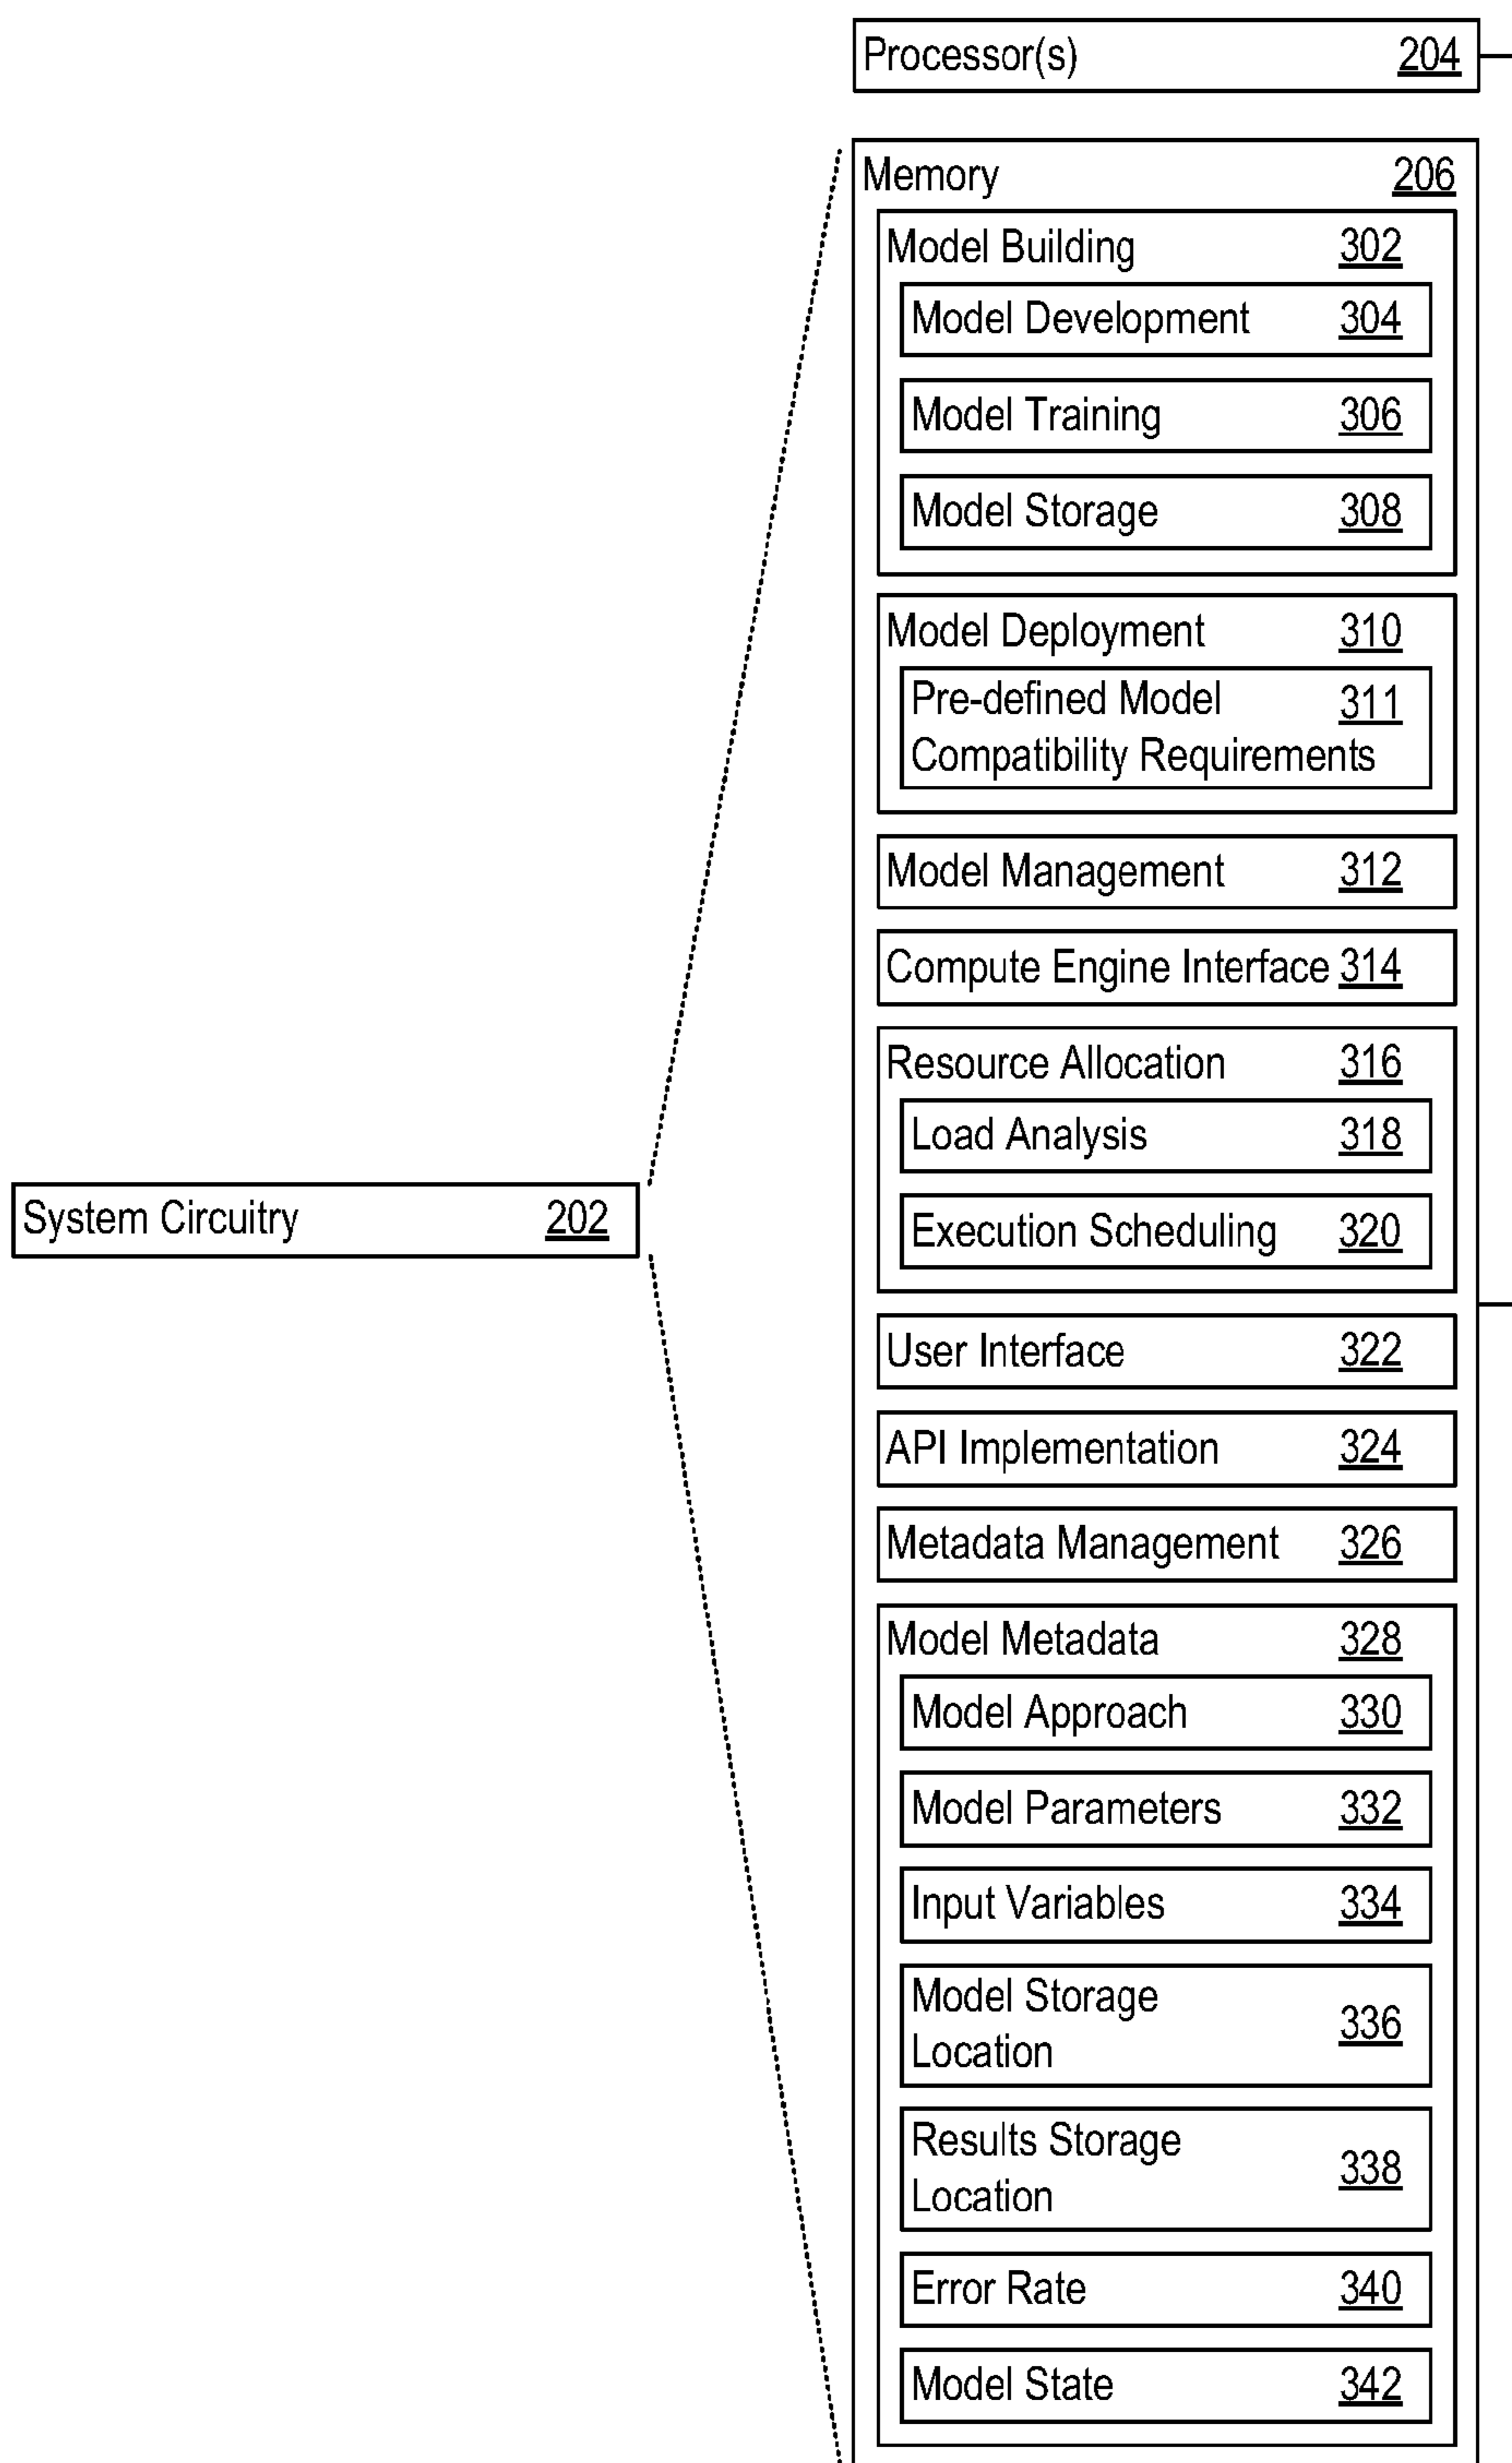 Processor(s) 204
Memory 206
Model Building 302
Model Development 304
Model Training 306
Model Storage 308
Model Deployment 310
Pre-defined Model 311
Compatibility Requirements
Model Management 312
Compute Engine Interface 314
Resource Allocation 316
Load Analysis 318
System Circuitry 202
Execution Scheduling 320
User Interface 322
API Implementation 324
Metadata Management 326
Model Metadata 328
Model Approach 330
Model Parameters 332
Input Variables 334
Model Storage
Location 336
Results Storage
Location 338
Error Rate 340
Model State 342